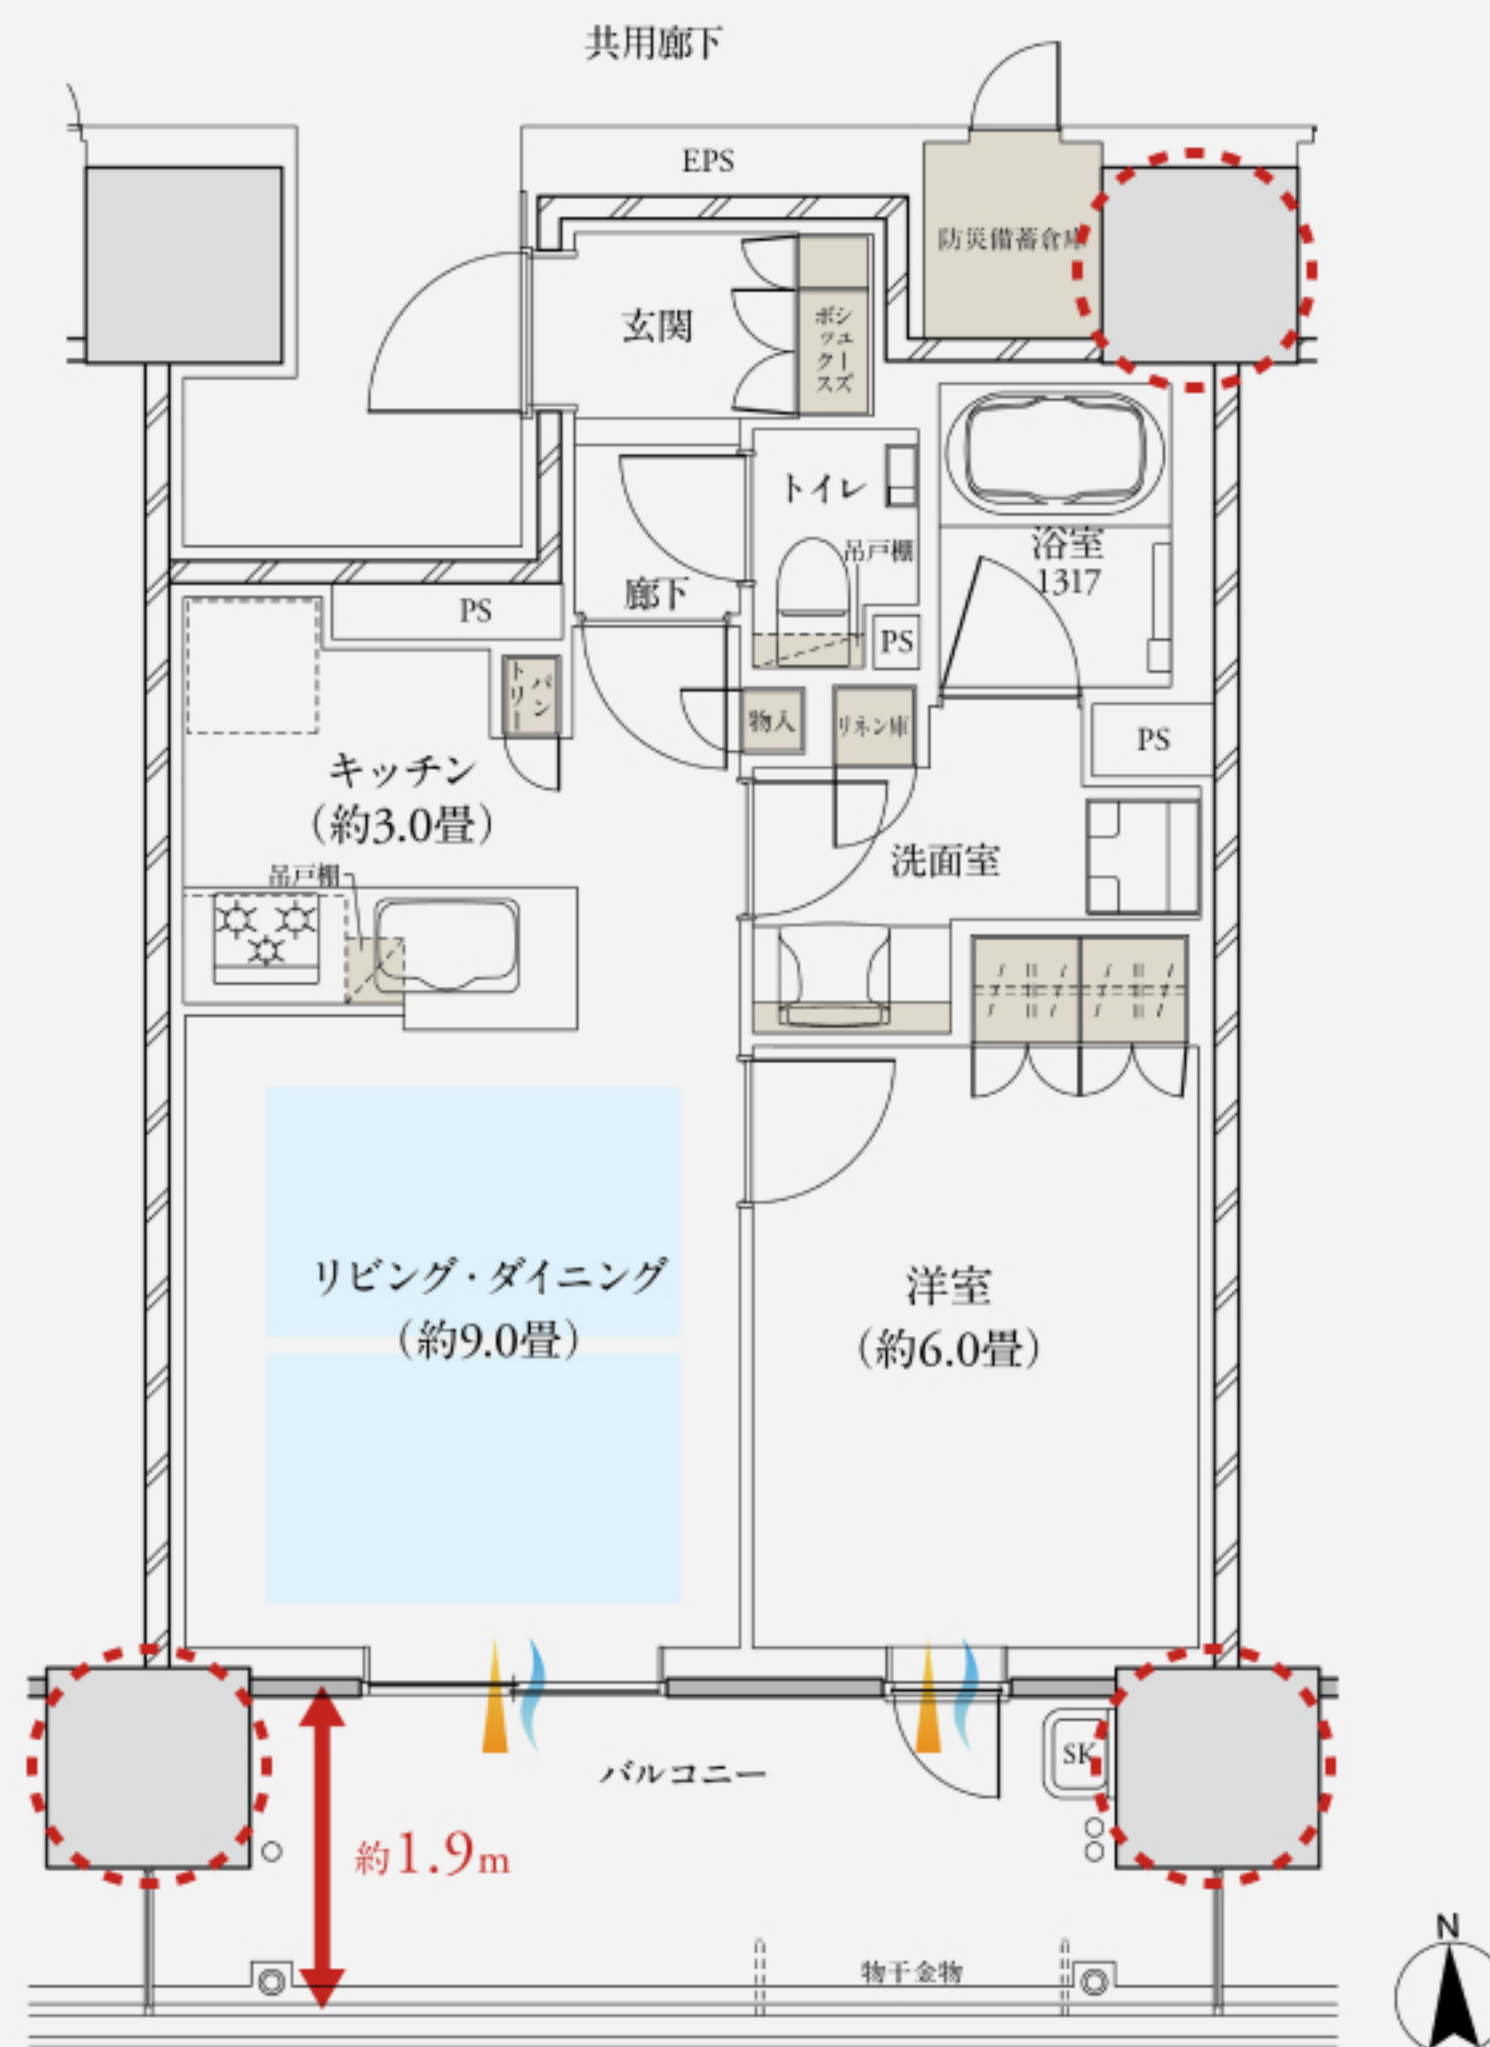 共用廊下
EPS
防災備蓄倉庫
玄関
シューズ
ボックス
トイレ
吊戸棚
浴室
1317
廊下
PS
PS
パン
トリー
物入
リネン庫
PS
キッチン
（約3.0畳）
洗面室
吊戸棚
リビング・ダイニング
（約9.0畳）
洋室
（約6.0畳）
SK
バルコニー
約1.9m
物干金物
N